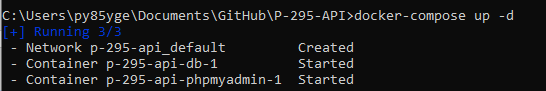 C:\Users\py85yge\Documents\GitHub\P-295-API>docker-compose up -d
[+] Running 3/3
- Network p-295-api_default Created
- Container p-295-api-db-1 Started
- Container p-295-api-phpmyadmin-1 Started